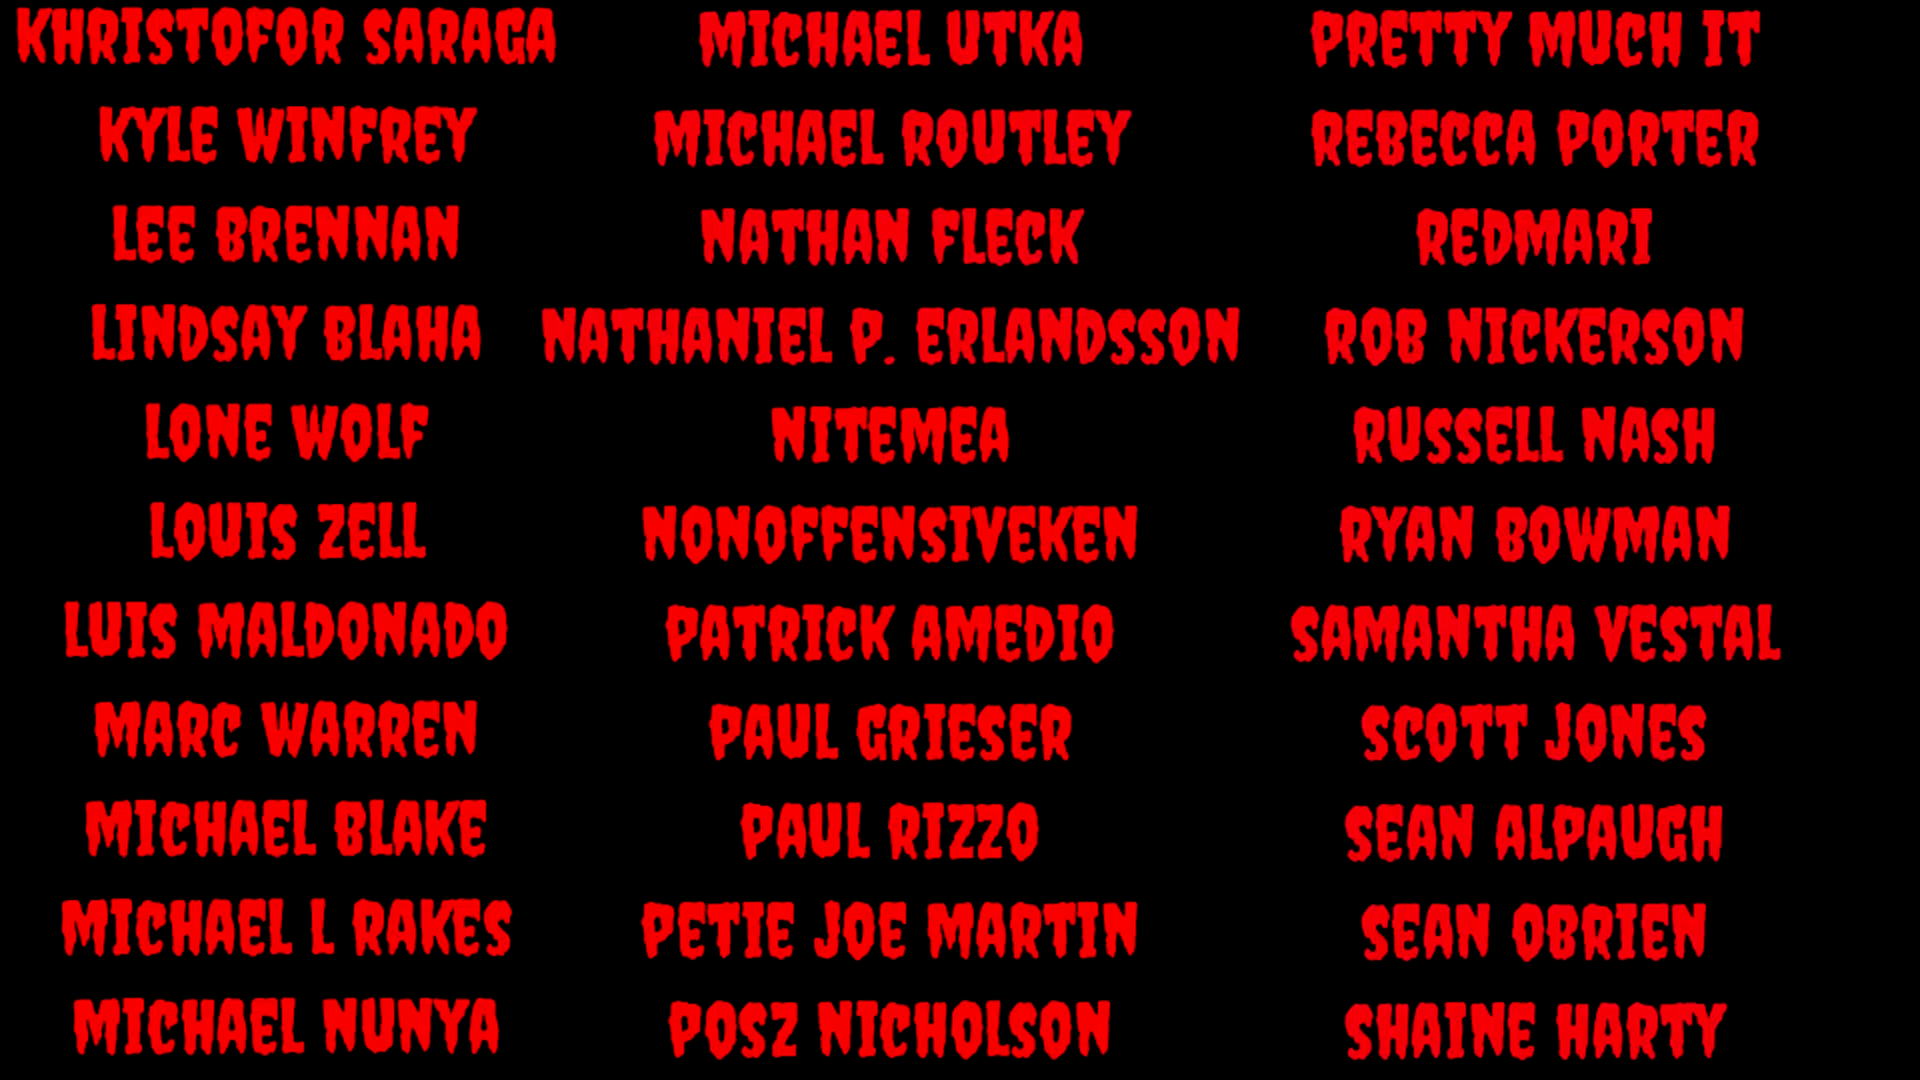 KHRISTOFOR SARAGA
KYLE WINFREY
LEE BRENNAN
LINDSAY BLAHA
LONE WOLF
LOUIS ZELL
LUIS MALDONADO
MARC WARREN
MICHAEL BLAKE
MICHAEL L RAKES
MICHAEL NUNYA
MICHAEL UTKA
MICHAEL ROUTLEY
NATHAN FLECK
NATHANIEL P. ERLANDSSON
NITEMEA
NONOFFENSIVEKEN
PATRICK AMEDIO
PAUL GRIESER
PAUL RIZZO
PETIE JOE MARTIN
POSZ NICHOLSON
PRETTY MUCH IT
REBECCA PORTER
REDMARI
ROB NICKERSON
RUSSELL NASH
RYAN BOWMAN
SAMANTHA VESTAL
SCOTT JONES
SEAN ALPAUGH
SEAN OBRIEN
SHAINE HARTY